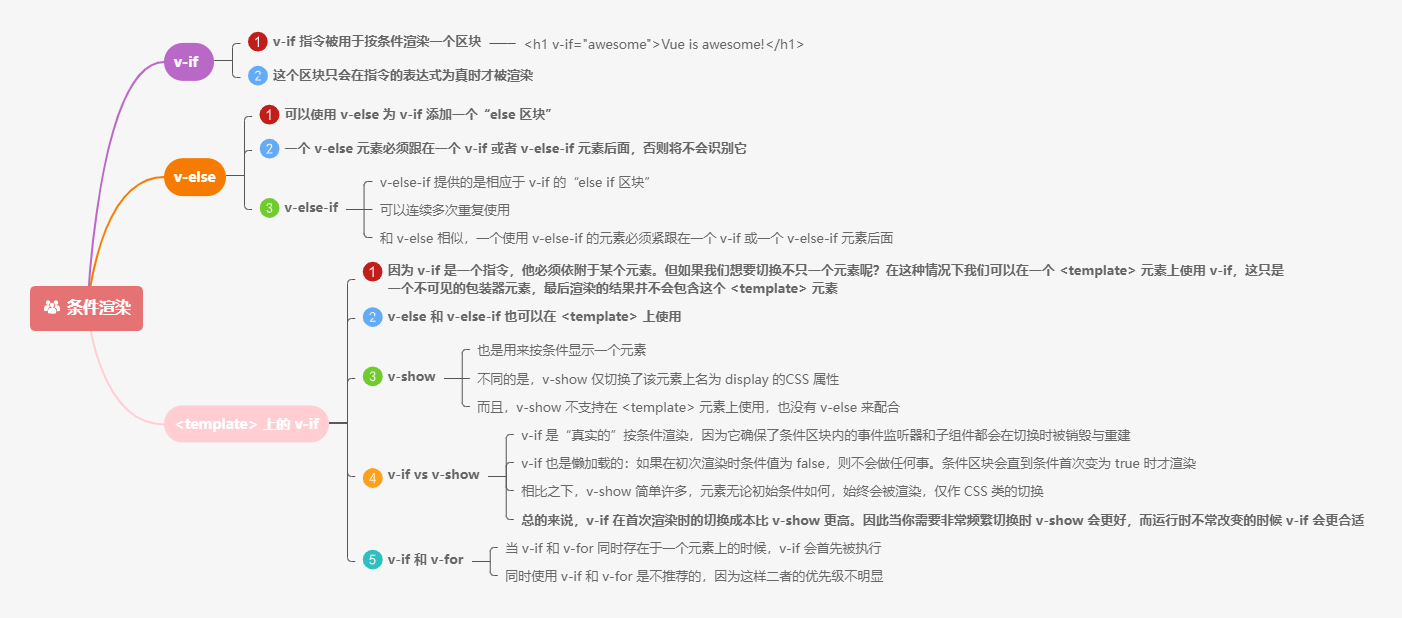 条件渲染
v-if
1 v-if 指令被用于按条件渲染一个区块
<h1 v-if="awesome">Vue is awesome!</h1>
2 这个区块只会在指令的表达式为真时才被渲染
v-else
1 可以使用 v-else 为 v-if 添加一个“else 区块”
2 一个 v-else 元素必须跟在一个 v-if 或者 v-else-if 元素后面，否则将不会识别它
3 v-else-if
v-else-if 提供的是相应于 v-if 的“else if 区块”
可以连续多次重复使用
和 v-else 相似，一个使用 v-else-if 的元素必须紧跟在一个 v-if 或一个 v-else-if 元素后面
<template> 上的 v-if
1 因为 v-if 是一个指令，他必须依附于某个元素。但如果我们想要切换不只一个元素呢？在这种情况下我们可以在一个 <template> 元素上使用 v-if，这只是
一个不可见的包装器元素，最后渲染的结果并不会包含这个 <template> 元素
2 v-else 和 v-else-if 也可以在 <template> 上使用
3 v-show
也是用来按条件显示一个元素
不同的是，v-show 仅切换了该元素上名为 display 的CSS 属性
而且，v-show 不支持在 <template> 元素上使用，也没有 v-else 来配合
4 v-if vs v-show
v-if 是“真实的”按条件渲染，因为它确保了条件区块内的事件监听器和子组件都会在切换时被销毁与重建
v-if 也是懒加载的：如果在初次渲染时条件值为 false，则不会做任何事。条件区块会直到条件首次变为 true 时才渲染
相比之下，v-show 简单许多，元素无论初始条件如何，始终会被渲染，仅作 CSS 类的切换
总的来说，v-if 在首次渲染时的切换成本比 v-show 更高。因此当你需要非常频繁切换时 v-show 会更好，而运行时不常改变的时候 v-if 会更合适
5 v-if 和 v-for
当 v-if 和 v-for 同时存在于一个元素上的时候，v-if 会首先被执行
同时使用 v-if 和 v-for 是不推荐的，因为这样二者的优先级不明显